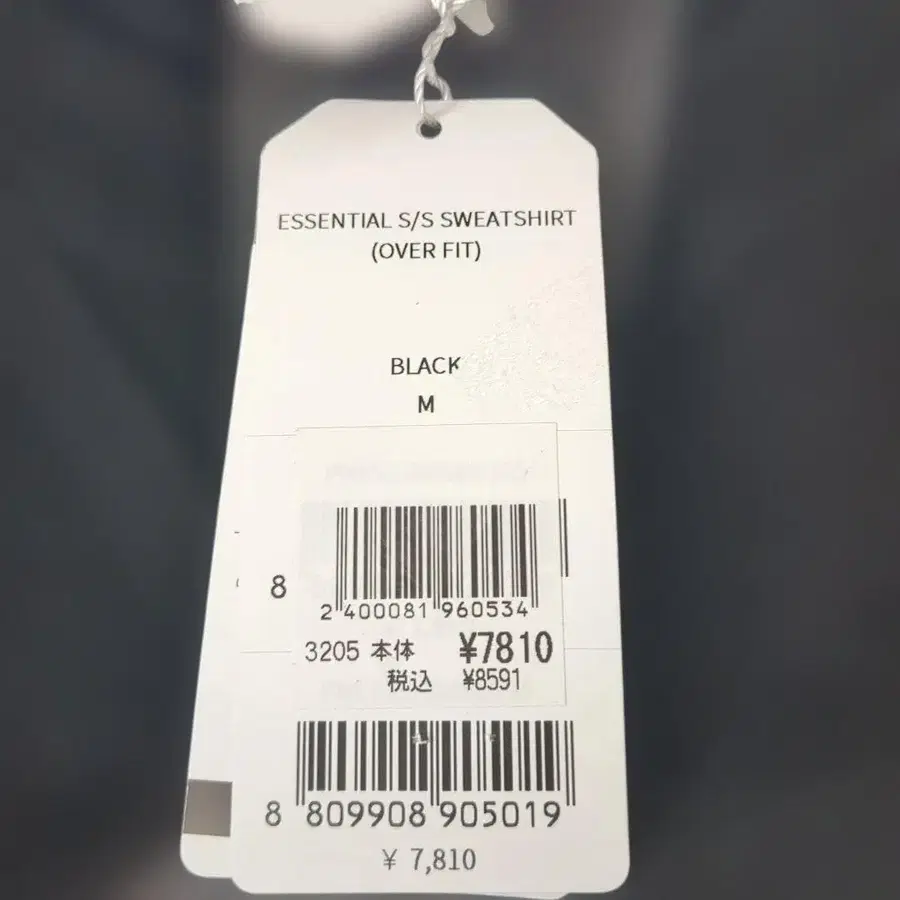 ESSENTIAL S/S SWEATSHIRT
(OVER FIT)
BLACK
M
8
2 400081 960534
3205 本体 ¥7810
税込 ¥8591
8 809908 905019
¥ 7,810